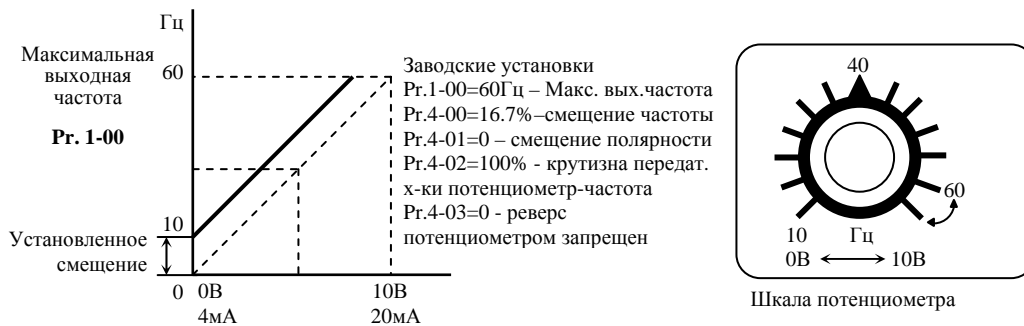 Гц
Максимальная
выходная
частота
Pr. 1-00
60
10
Установленное
смещение
0
0В
10В
4мА
20мА
Заводские установки
Pr.1-00=60Гц – Макс. вых.частота
Pr.4-00=16.7%–смещение частоты
Pr.4-01=0 – смещение полярности
Pr.4-02=100% - крутизна передат.
х-ки потенциометр-частота
Pr.4-03=0 - реверс
потенциометром запрещен
40
60
10
Гц
0В
10В
Шкала потенциометра